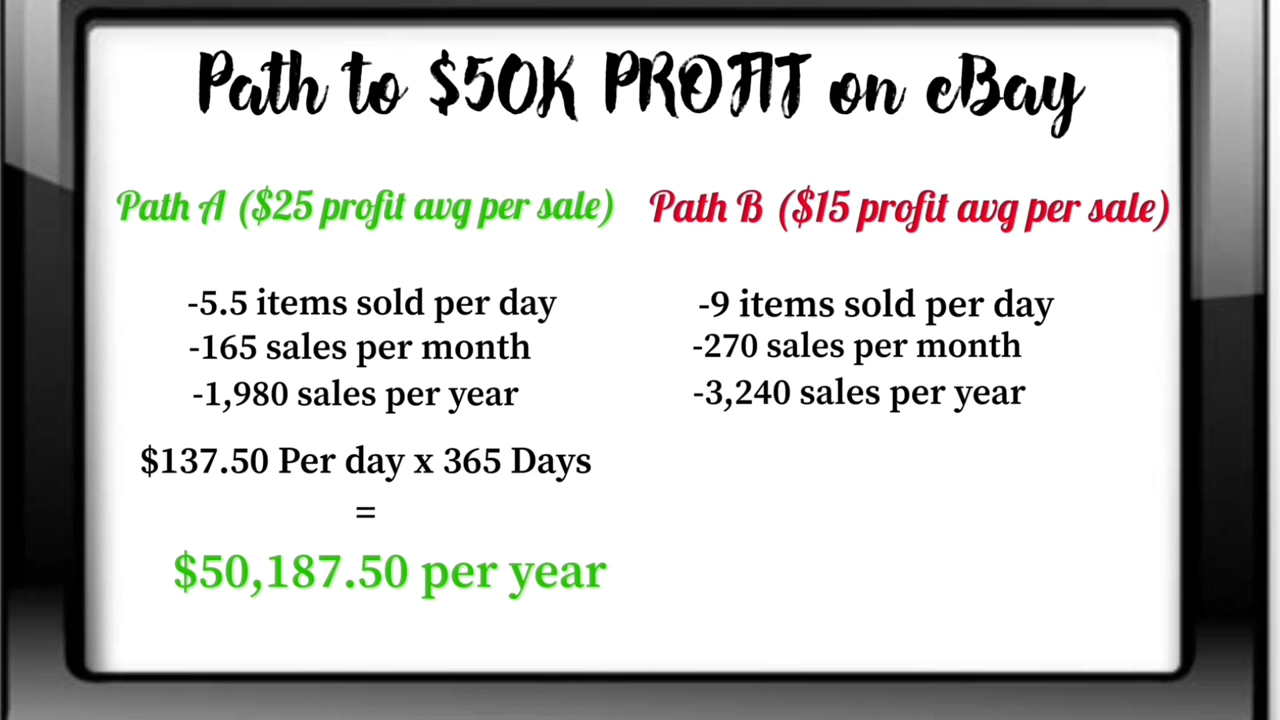 Path to $50K PROFIT on eBay
Path A ($25 profit avg per sale)
-5.5 items sold per day
-165 sales per month
-1,980 sales per year
$137.50 Per day x 365 Days
=
$50,187.50 per year
Path B ($15 profit avg per sale)
-9 items sold per day
-270 sales per month
-3,240 sales per year